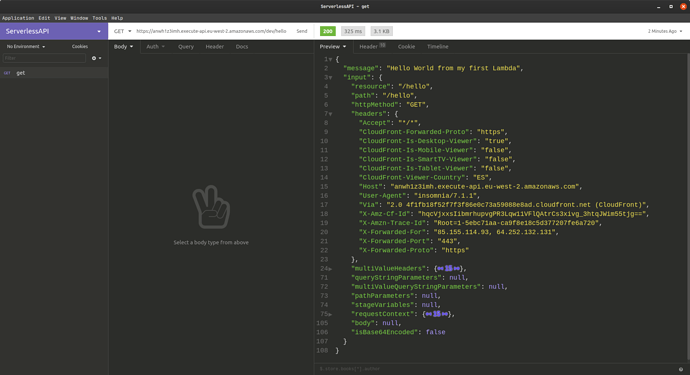 ServerlessAPI – get
Application File Edit View Window Tools Help
ServerlessAPI
GET https://anwh1z3imh.execute-api.eu-west-2.amazonaws.com/dev/hello Send
200 325 ms 3.1 KB 2 Minutes Ago
No Environment Cookies
Body Auth Query Header Docs
Preview Header Cookie Timeline
Filter
GET get
Select a body type from above
1 {
2 "message": "Hello World from my first Lambda",
3 "input": {
4 "resource": "/hello",
5 "path": "/hello",
6 "httpMethod": "GET",
7 "headers": {
8 "Accept": "*/*",
9 "CloudFront-Forwarded-Proto": "https",
10 "CloudFront-Is-Desktop-Viewer": "true",
11 "CloudFront-Is-Mobile-Viewer": "false",
12 "CloudFront-Is-SmartTV-Viewer": "false",
13 "CloudFront-Is-Tablet-Viewer": "false",
14 "CloudFront-Viewer-Country": "ES",
15 "Host": "anwh1z3imh.execute-api.eu-west-2.amazonaws.com",
16 "User-Agent": "insomnia/7.1.1",
17 "Via": "2.0 4f1fb18f52f7f3f86e0c73a59088e8ad.cloudfront.net (CloudFront)",
18 "X-Amz-Cf-Id": "hqcVjxxsIibmrhupvgPR3Lqw11VFlQAtrCs3xivg_3htqJWim55tjg==",
19 "X-Amzn-Trace-Id": "Root=1-5ebc71aa-ca9f8e18c5d377207fe6a720",
20 "X-Forwarded-For": "85.155.114.93, 64.252.132.131",
21 "X-Forwarded-Port": "443",
22 "X-Forwarded-Proto": "https"
23 },
24 "multiValueHeaders": {
71 "queryStringParameters": null,
72 "multiValueQueryStringParameters": null,
73 "pathParameters": null,
74 "stageVariables": null,
75 "requestContext": {
105 "body": null,
106 "isBase64Encoded": false
107 }
108 }